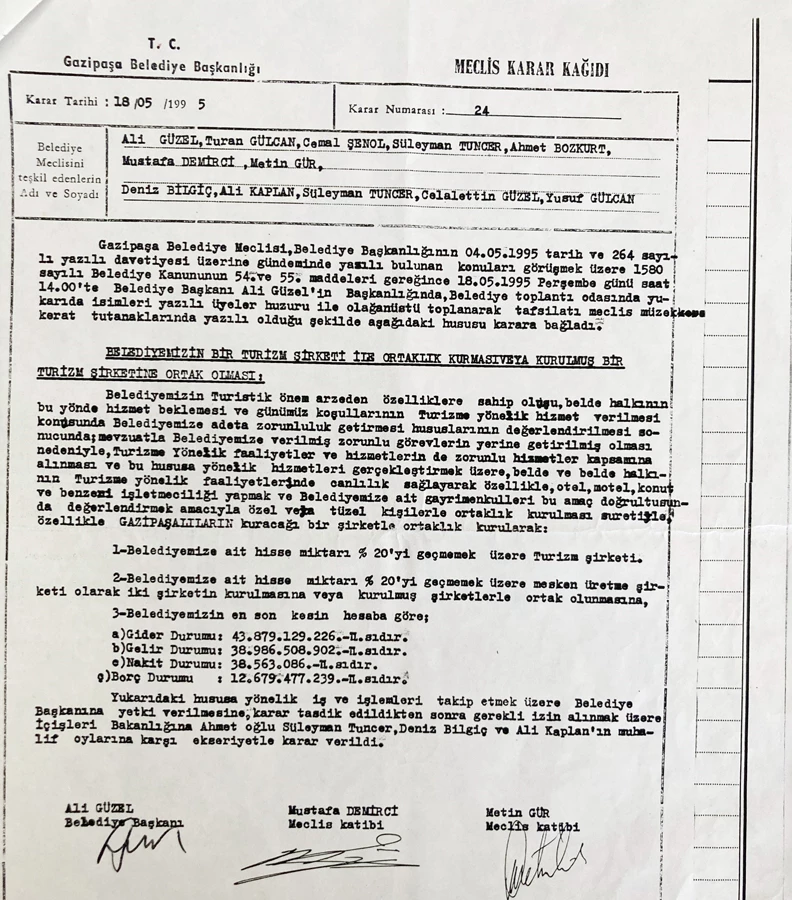 T. C.
Gazipaşa Belediye Başkanlığı
MECLİS KARAR KAĞIDI
Karar Tarihi : 18/05 /199 5
Karar Numarası : 24
Belediye
Meclisini
teşkil edenlerin
Adı ve Soyadı
Ali GÜZEL,Turan GÜLCAN,Cemal ŞENOL,Süleyman TUNCER,Ahmet BOZKURT,
Mustafa DEMİRCİ ,Metin GÜR,
Deniz BİLGİÇ,Ali KAPLAN,Süleyman TUNCER,Celalettin GÜZEL,Yusuf GÜLCAN
Gazipaşa Belediye Meclisi,Belediye Başkanlığının 04.05.1995 tarih ve 264 sayı-
lı yazılı davetiyesi üzerine gündeminde yazılı bulunan konuları görüşmek üzere 1580
sayılı Belediye Kanununun 54.ve 55. maddeleri gereğince 18.05.1995 Perşembe günü saat
14.00'te Belediye Başkanı Ali Güzel'in Başkanlığında,Belediye toplantı odasında yu-
karıda isimleri yazılı üyeler huzuru ile olağanüstü toplanarak tafsilatı meclis müzekkere
kerat tutanaklarında yazılı olduğu şekilde aşağıdaki hususu karara bağladı.
BELEDİYEMİZİN BİR TURİZM ŞİRKETİ İLE ORTAKLIK KURMASIVEYA KURULMUŞ BİR
TURİZM ŞİRKETİNE ORTAK OLMASI;
Belediyemizin Turistik önem arzeden özelliklere sahip oluşu,belde halkının
bu yönde hizmet beklemesi ve günümüz koşullarının Turizme yönelik hizmet verilmesi
konusunda Belediyemize adeta zorunluluk getirmesi hususlarının değerlendirilmesi so-
nucunda;mevzuatla Belediyemize verilmiş zorunlu görevlerin yerine getirilmiş olması
nedeniyle,Turizme Yönelik faaliyetler ve hizmetlerin de zorunlu hizmetler kapsamına
alınması ve bu hususa yönelik hizmetleri gerçekleştirmek üzere,belde ve belde halkı-
nın Turizme yönelik faaliyetlerinde canlılık sağlayarak özellikle,otel,motel,konut
ve benzemi işletmeciliği yapmak ve Belediyemize ait gayrimenkulleri bu amaç doğrultusun-
da değerlendirmek amacıyla özel veya tüzel kişilerle ortaklık kurulması suretiyle,
özellikle GAZİPAŞALILARIN kuracağı bir şirketle ortaklık kurularak:
1-Belediyemize ait hisse miktarı % 20'yi geçmemek üzere Turizm şirketi.
2-Belediyemize ait hisse miktarı % 20'yi geçmemek üzere mesken üretme şir-
keti olarak iki şirketin kurulmasına veya kurulmuş şirketlerle ortak olunmasına,
3-Belediyemizin en son kesin hesaba göre;
a)Gider Durumu: 43.879.129.226.-TL.sıdır.
b)Gelir Durumu: 38.986.508.902.-TL.sıdır.
c)Nakit Durumu: 38.563.086.-TL.sıdır.
ç)Borç Durumu : 12.679.477.239.-TL.sıdır.
Yukarıdaki hususa yönelik iş ve işlemleri takip etmek üzere Belediye
Başkanına yetki verilmesine,karar tasdik edildikten sonra gerekli izin alınmak üzere
İçişleri Bakanlığına Ahmet oğlu Süleyman Tuncer,Deniz Bilgiç ve Ali Kaplan'ın muha-
lif oylarına karşı ekseriyetle karar verildi.
Ali GÜZEL
Belediye Başkanı
Mustafa DEMİRCİ
Meclis katibi
Metin GÜR
Meclis katibi